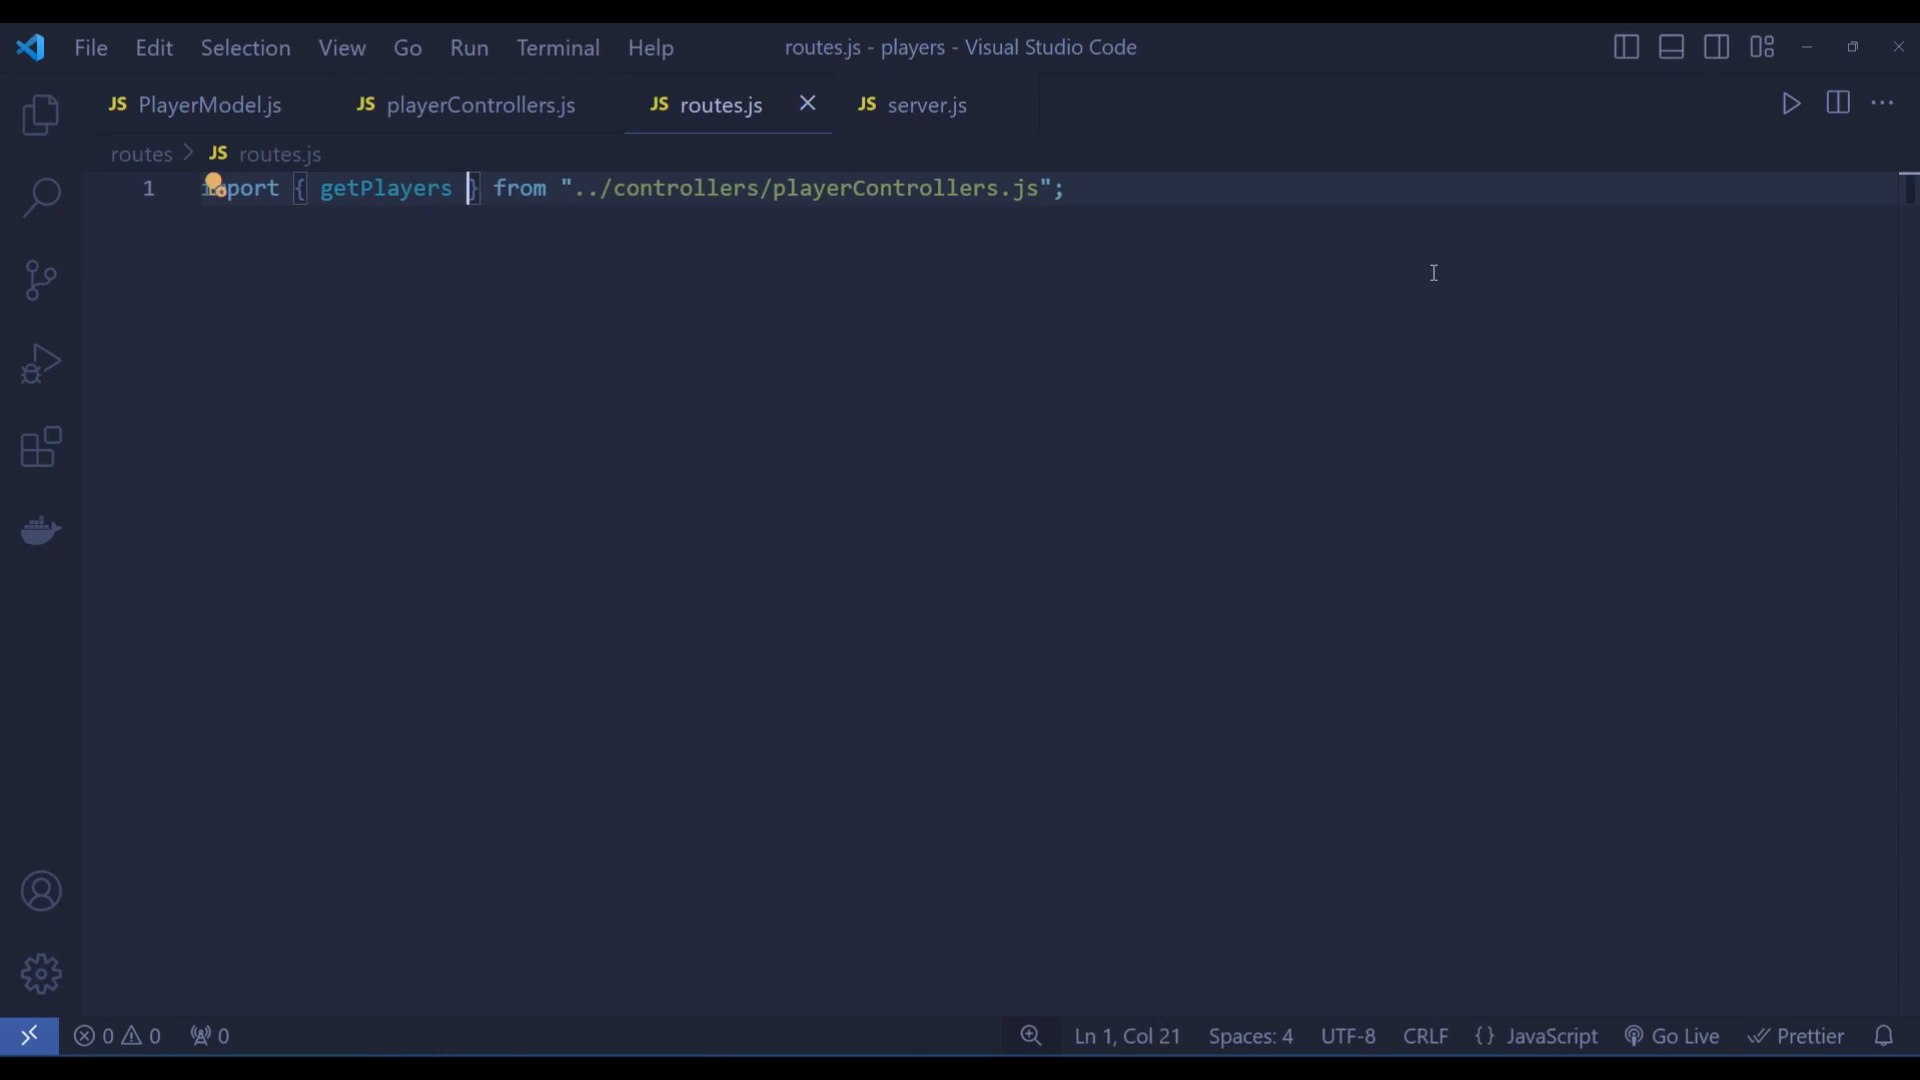 File Edit Selection View Go Run Terminal Help routes.js - players - Visual Studio Code
JS PlayerModel.js JS playerControllers.js JS routes.js JS server.js
routes > JS routes.js
1 import { getPlayers } from "../controllers/playerControllers.js";
0 0 0 Ln 1, Col 21 Spaces: 4 UTF-8 CRLF {} JavaScript Go Live Prettier